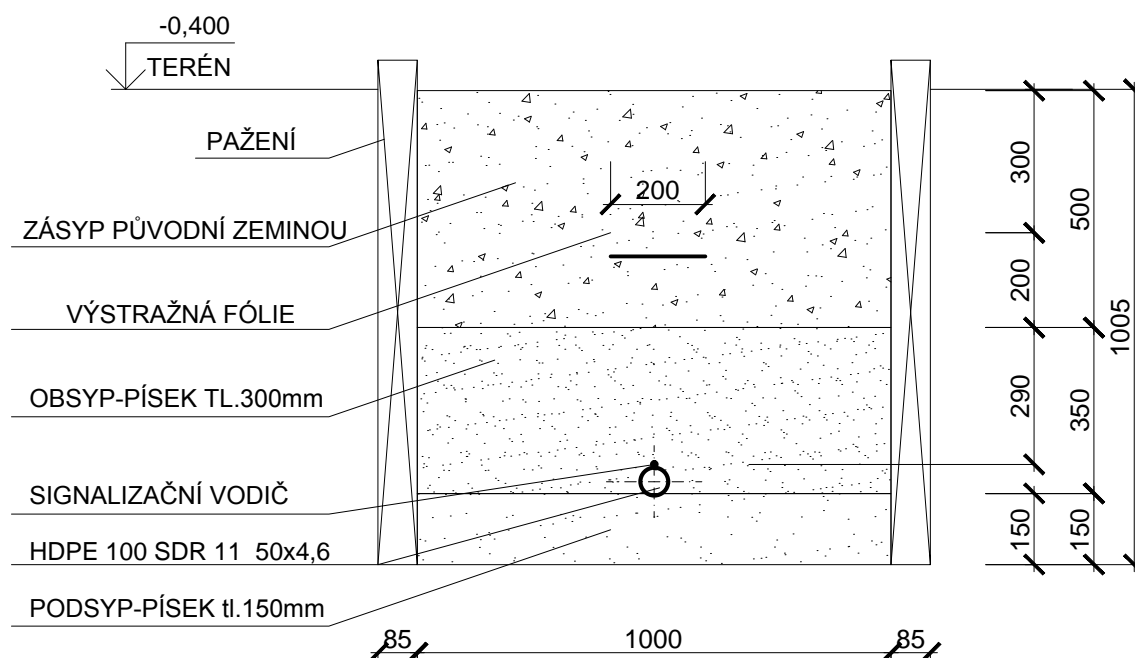 -0,400
TERÉN
PAŽENÍ
ZÁSYP PŮVODNÍ ZEMINOU
VÝSTRAŽNÁ FÓLIE
OBSYP-PÍSEK TL.300mm
SIGNALIZAČNÍ VODIČ
HDPE 100 SDR 11 50x4,6
PODSYP-PÍSEK tl.150mm
200
300
200
290
150
500
350
150
1005
85
1000
85